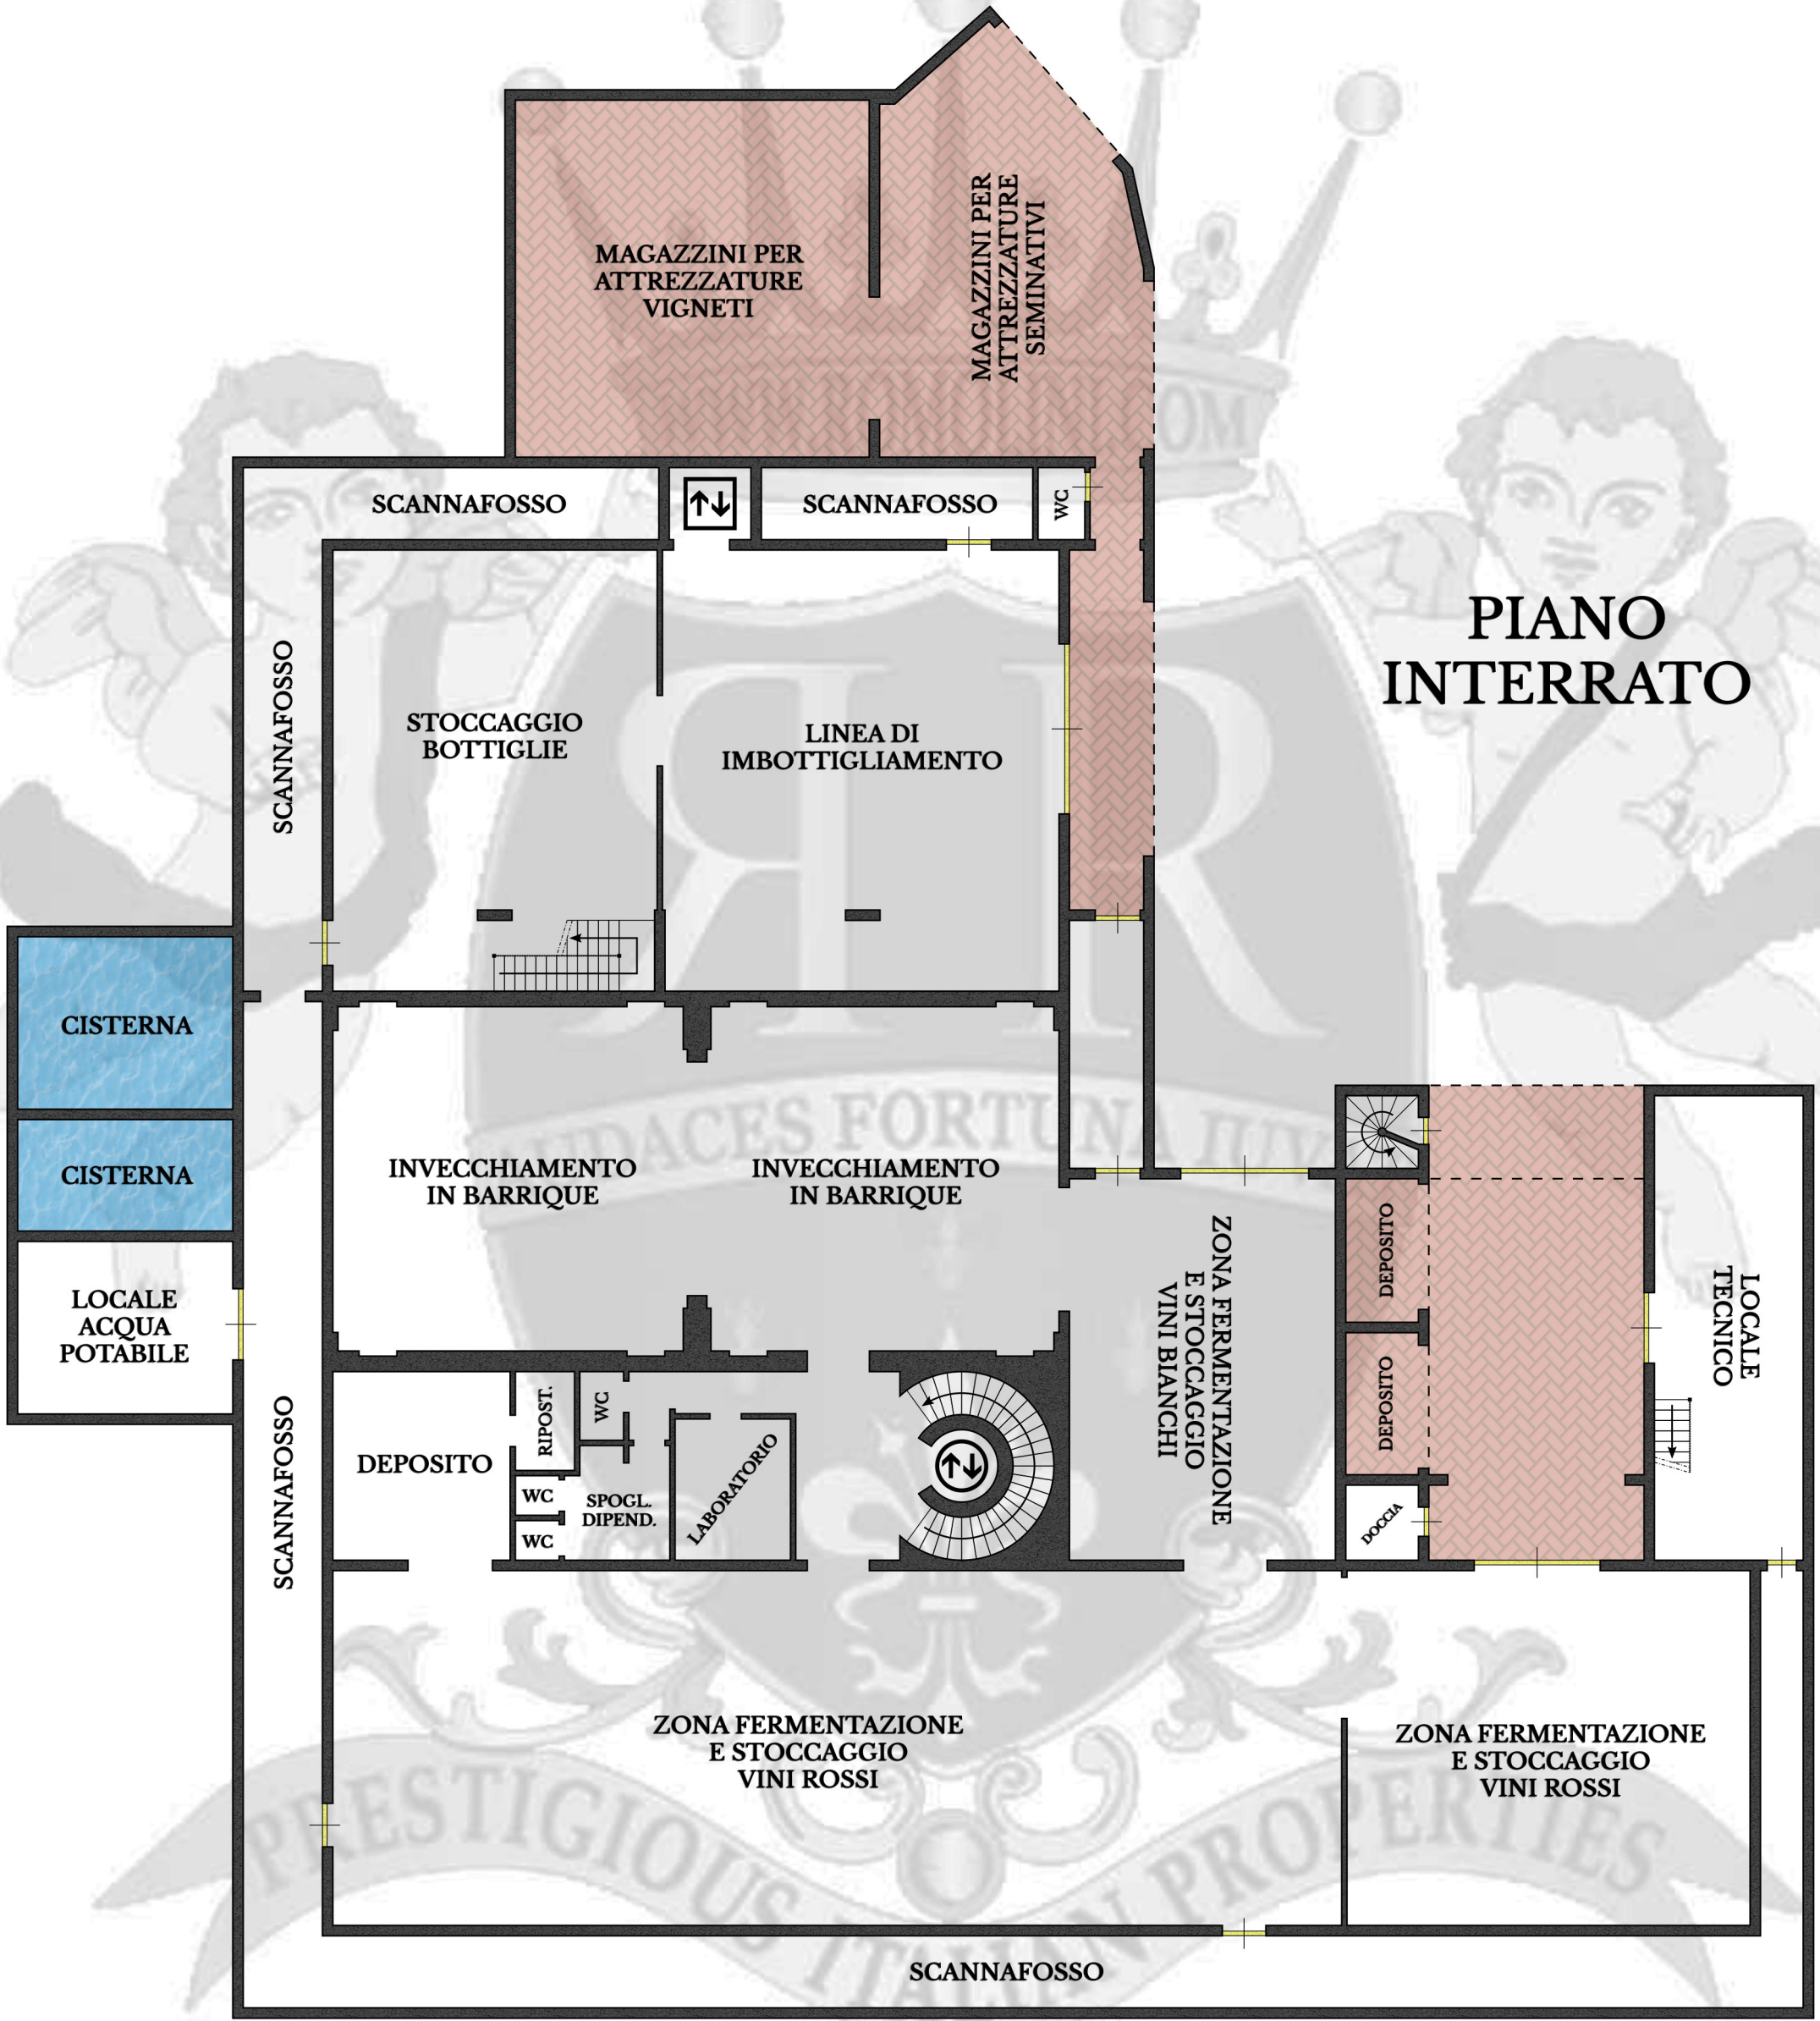 MAGAZZINI PER
ATTREZZATURE
VIGNETI
MAGAZZINI PER
ATTREZZATURE
SEMINATIVI
SCANNAFOSSO
SCANNAFOSSO
WC
PIANO
INTERRATO
SCANNAFOSSO
STOCCAGGIO
BOTTIGLIE
LINEA DI
IMBOTTIGLIAMENTO
CISTERNA
CISTERNA
LOCALE
ACQUA
POTABILE
INVECCHIAMENTO
IN BARRIQUE
INVECCHIAMENTO
IN BARRIQUE
ZONA FERMENTAZIONE
E STOCCAGGIO
VINI BIANCHI
DEPOSITO
DEPOSITO
DOCCIA
LOCALE
TECNICO
SCANNAFOSSO
DEPOSITO
RIPOST.
WC
WC
WC
SPOGL.
DIPEND.
LABORATORIO
ZONA FERMENTAZIONE
E STOCCAGGIO
VINI ROSSI
ZONA FERMENTAZIONE
E STOCCAGGIO
VINI ROSSI
SCANNAFOSSO
R R
AUDACES FORTUNA IUV
PRESTIGIOUS ITALIAN PROPERTIES